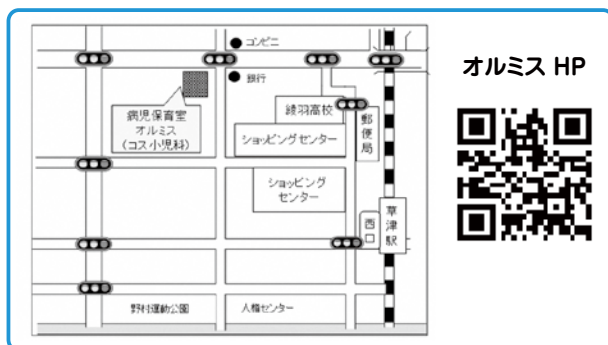 コンビニ
オルミス HP
銀行
綾羽高校
病児保育室
オルミス
(コス小児科)
ショッピングセンター
郵便局
ショッピング
センター
西口
草津駅
野村運動公園
人権センター